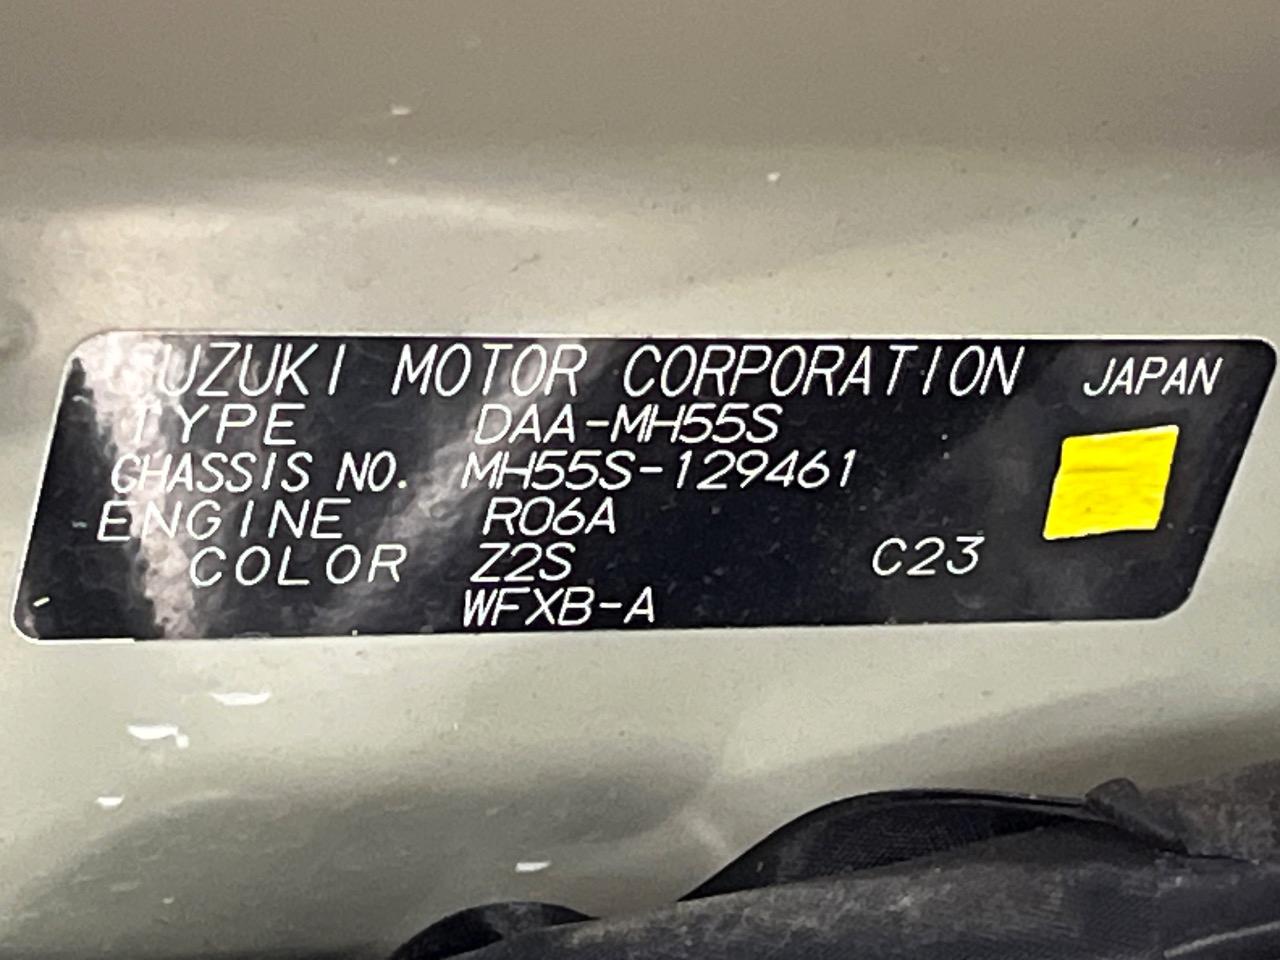 SUZUKI MOTOR CORPORATION JAPAN
TYPE DAA-MH55S
CHASSIS NO. MH55S-129461
ENGINE R06A
COLOR Z2S C23
WFXB-A